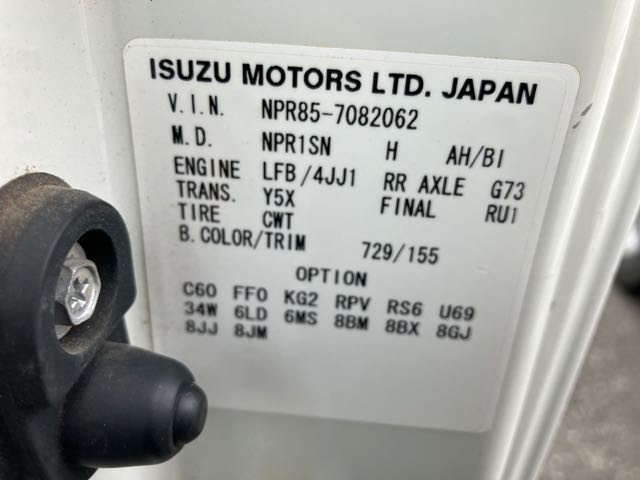 ISUZU MOTORS LTD. JAPAN
V.I.N. NPR85-7082062
M.D. NPR1SN H AH/BI
ENGINE LFB/4JJ1 RR AXLE G73
TRANS. Y5X FINAL RU1
TIRE CWT
B.COLOR/TRIM 729/155
OPTION
C60 FF0 KG2 RPV RS6 U69
34W 6LD 6MS 8BM 8BX 8GJ
8JJ 8JM